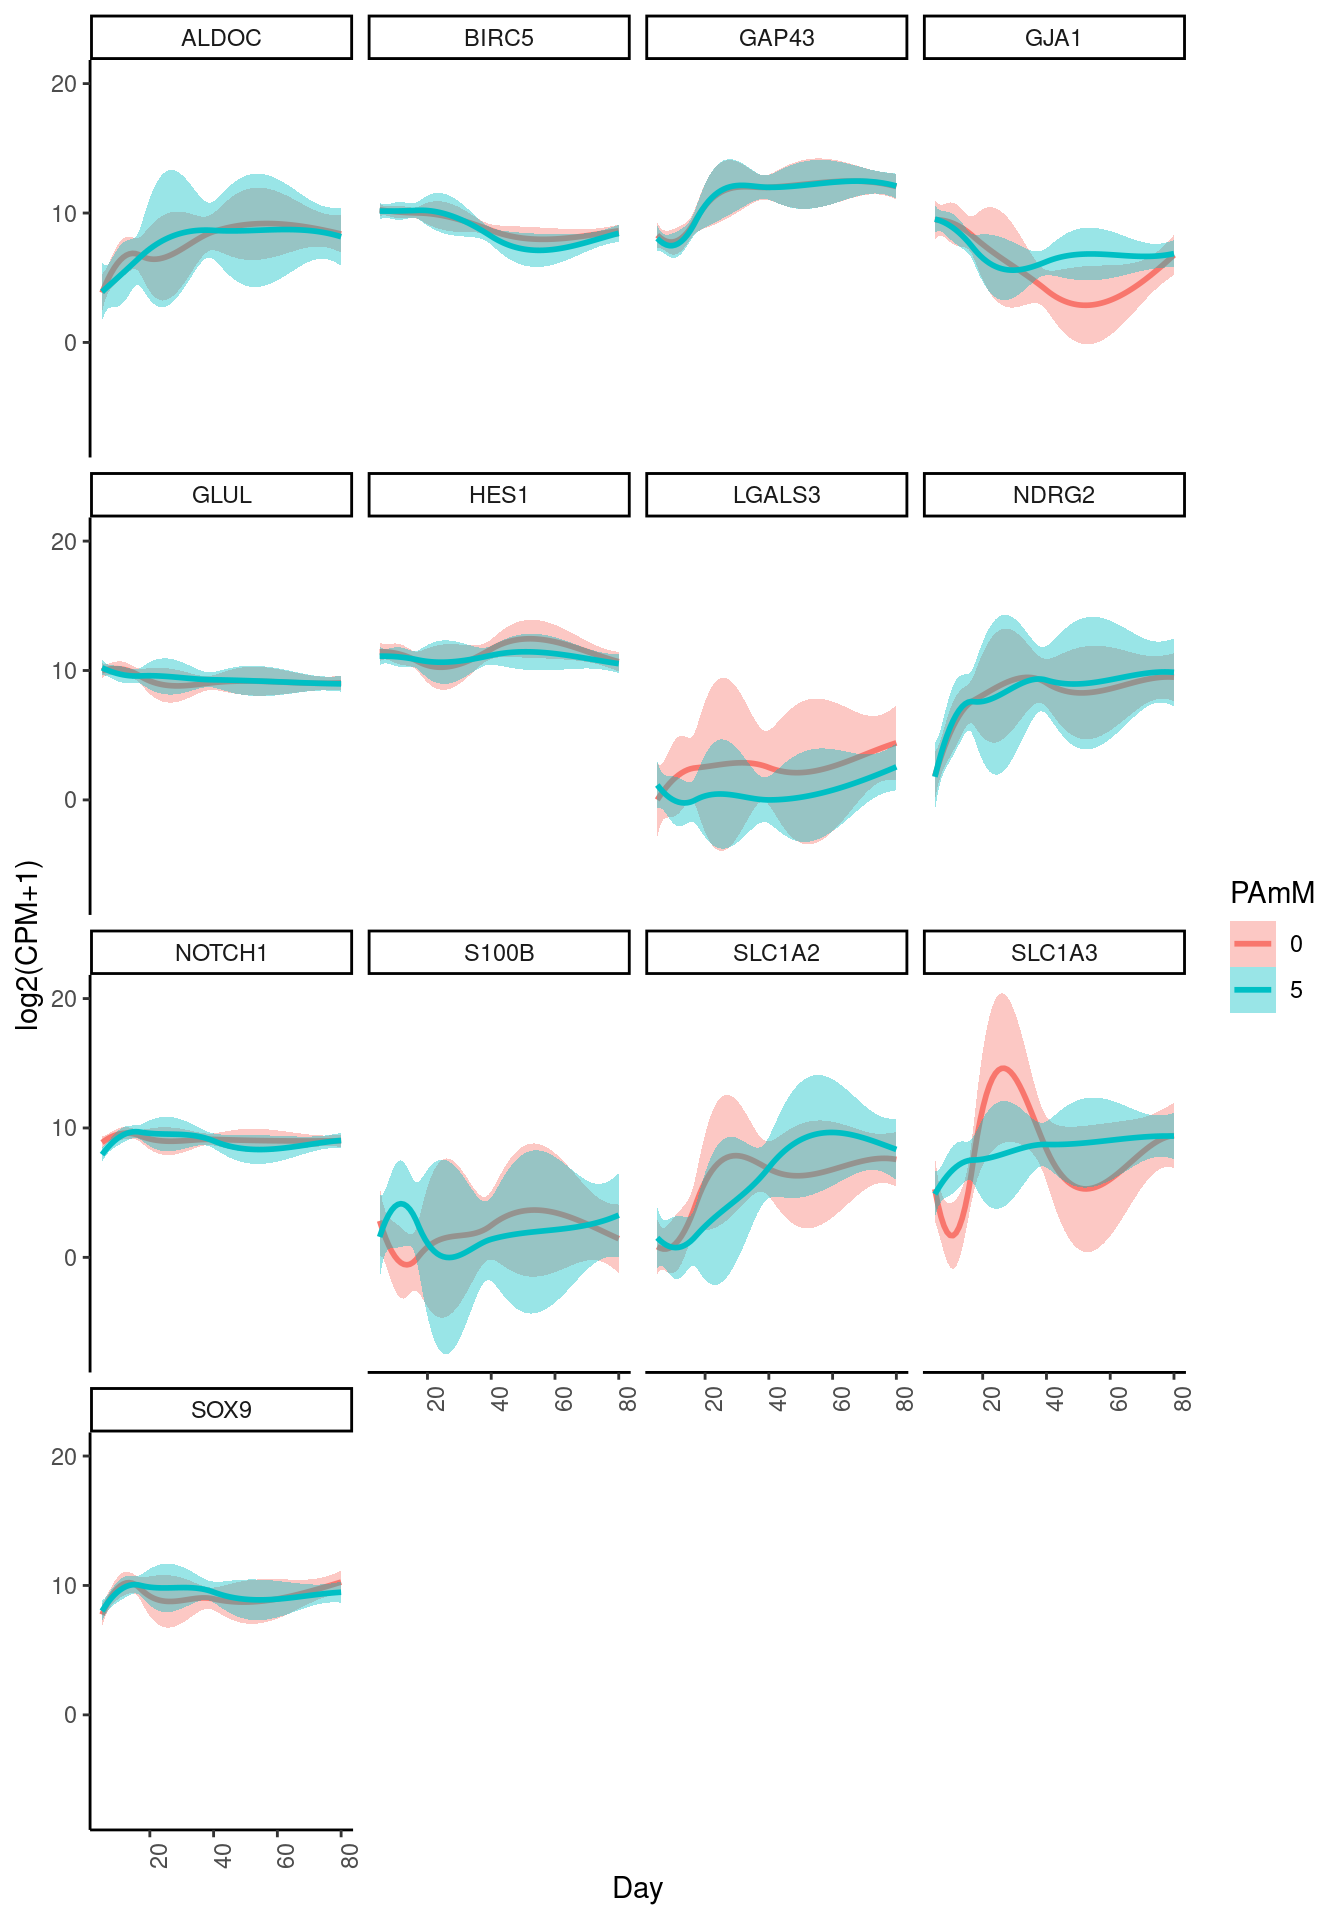 ALDOC BIRC5 GAP43 GJA1
20
10
0
GLUL HES1 LGALS3 NDRG2
20
10
0
log2(CPM+1)
PAmM
0
5
NOTCH1 S100B SLC1A2 SLC1A3
20
10
0
20 40 60 80 20 40 60 80 20 40 60 80
SOX9
20
10
0
20 40 60 80
Day